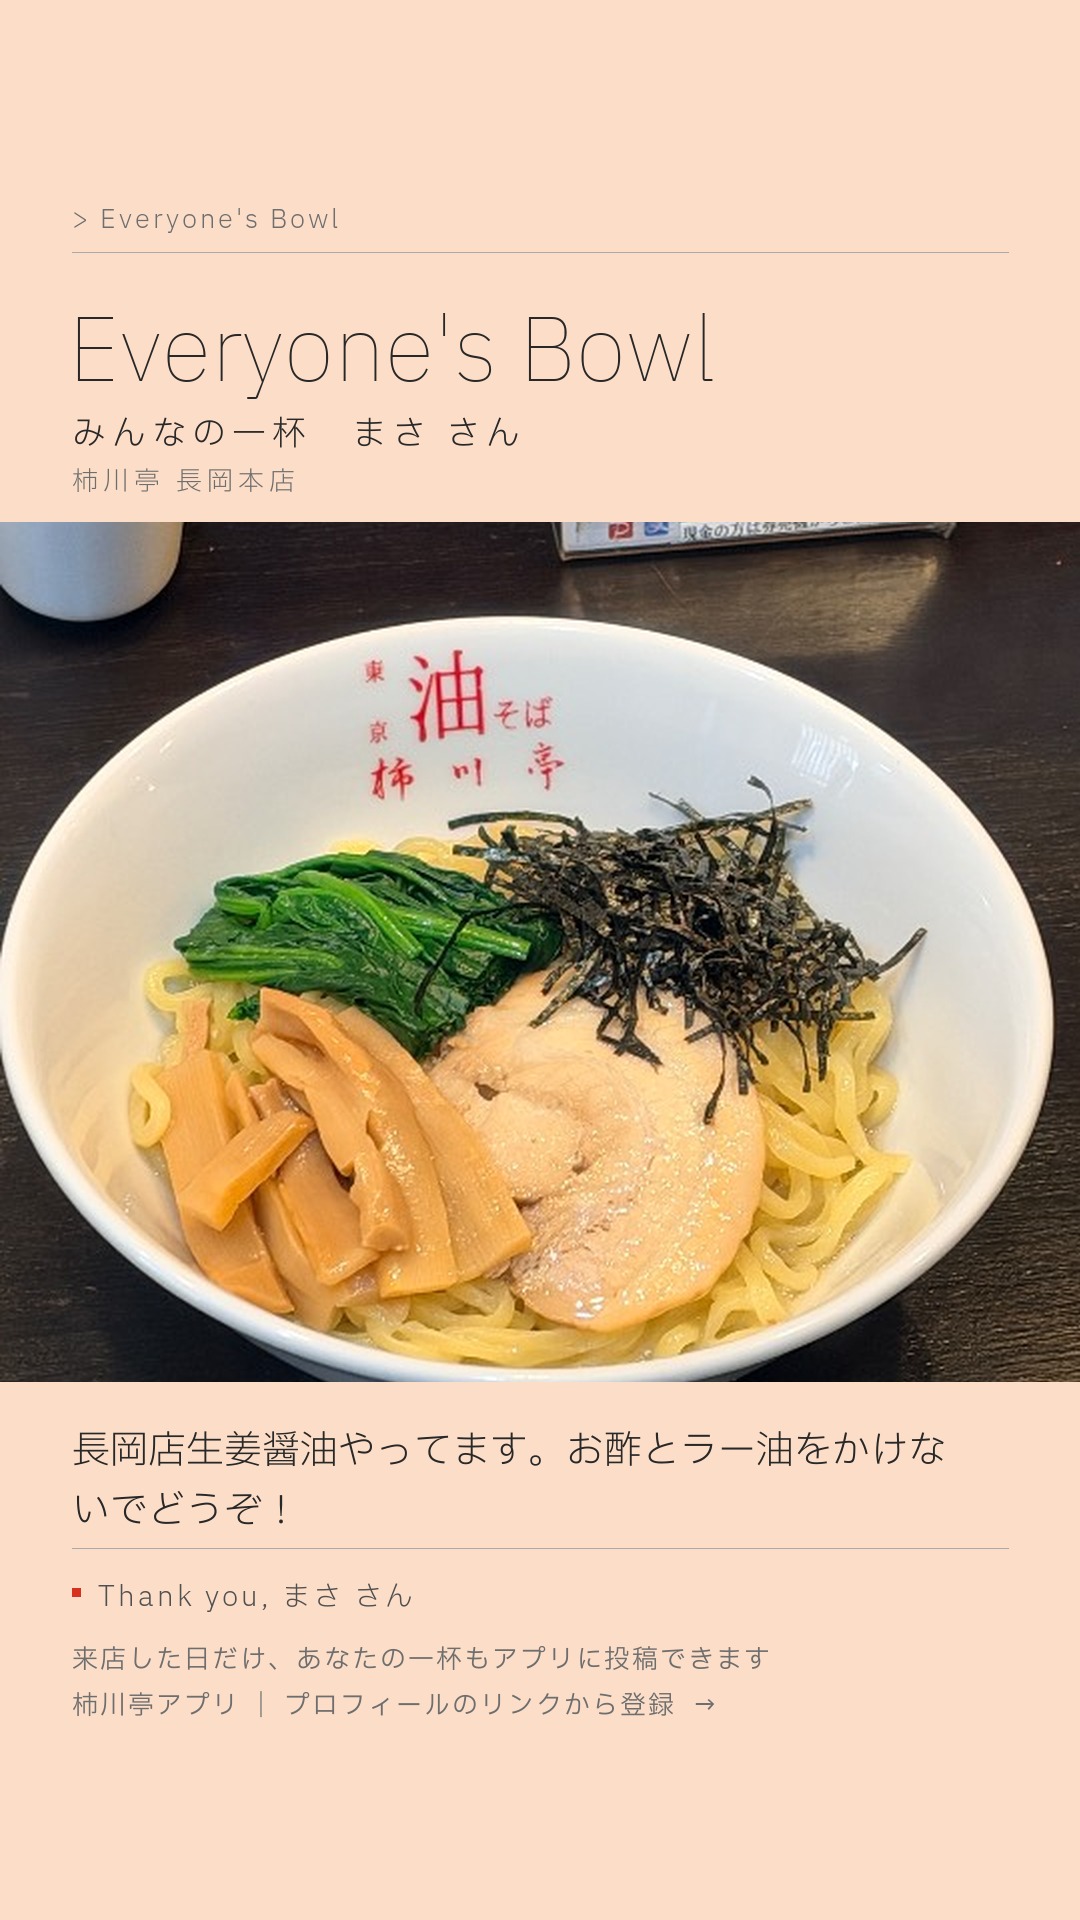 > Everyone's Bowl
Everyone's Bowl
みんなの一杯　まさ さん
柿川亭 長岡本店
東京 油そば
柿川亭
長岡店生姜醤油やってます。お酢とラー油をかけな
いでどうぞ！
Thank you, まさ さん
来店した日だけ、あなたの一杯もアプリに投稿できます
柿川亭アプリ ｜ プロフィールのリンクから登録 →